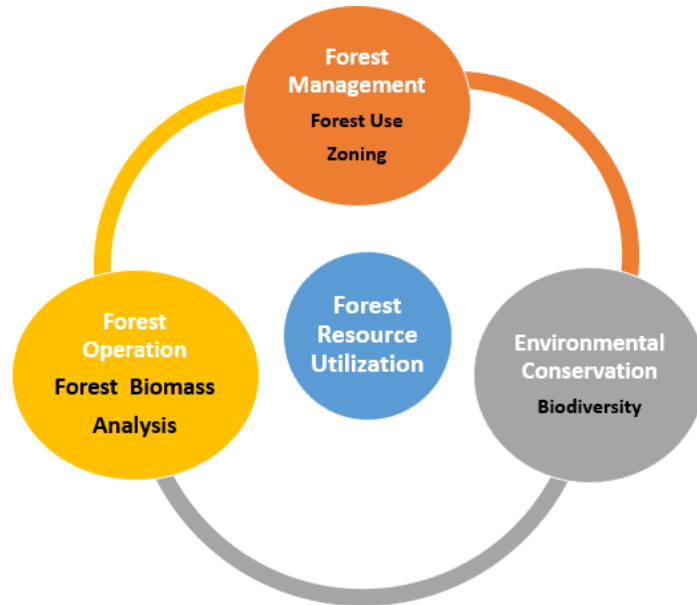 Forest
Management
Forest Use
Zoning
Forest
Operation
Forest Biomass
Analysis
Forest
Resource
Utilization
Environmental
Conservation
Biodiversity